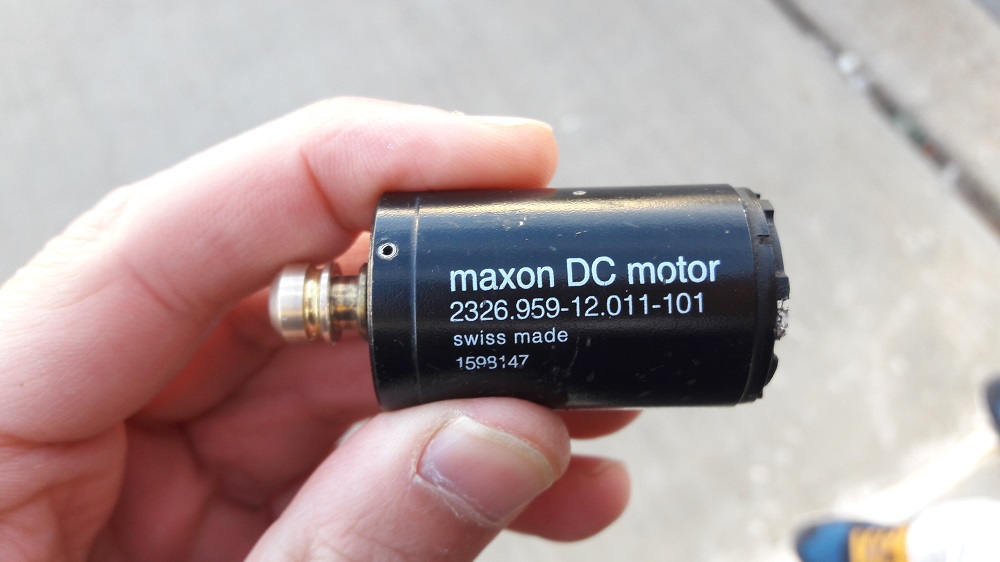 maxon DC motor
2326.959-12.011-101
swiss made
1598147